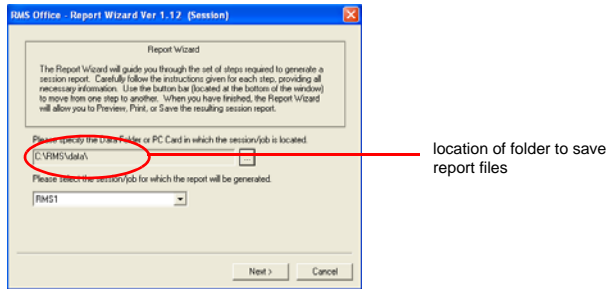 RMS Office - Report Wizard Ver 1.12 (Session)
Report Wizard
The Report Wizard will guide you through the set of steps required to generate a
session report. Carefully follow the instructions given for each step, providing all
necessary information. Use the button bar (located at the bottom of the window)
to move from one step to another. When you have finished, the Report Wizard
will allow you to Preview, Print, or Save the resulting session report.
Please specify the Data Folder or PC Card in which the session/job is located.
C:\RMS\data\
...
location of folder to save
report files
Please select the session/job for which the report will be generated.
RMS1
Next >
Cancel